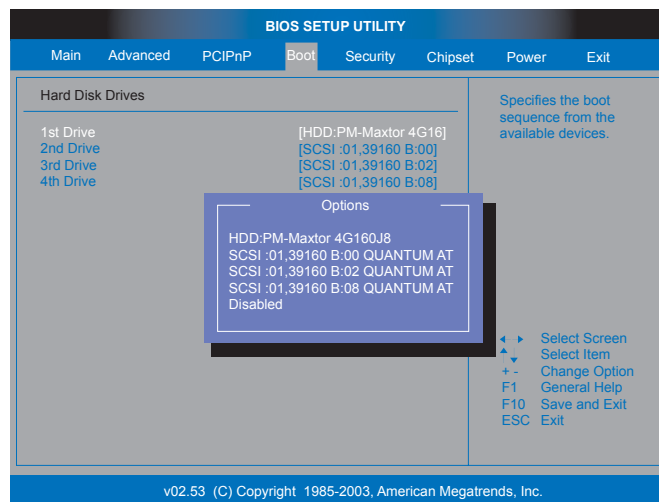 BIOS SETUP UTILITY
Main Advanced PCIPnP Boot Security Chipset Power Exit
Hard Disk Drives
1st Drive [HDD:PM-Maxtor 4G16]
2nd Drive [SCSI :01,39160 B:00]
3rd Drive [SCSI :01,39160 B:02]
4th Drive [SCSI :01,39160 B:08]
Options
HDD:PM-Maxtor 4G160J8
SCSI :01,39160 B:00 QUANTUM AT
SCSI :01,39160 B:02 QUANTUM AT
SCSI :01,39160 B:08 QUANTUM AT
Disabled
Specifies the boot
sequence from the
available devices.
Select Screen
Select Item
+ - Change Option
F1 General Help
F10 Save and Exit
ESC Exit
v02.53 (C) Copyright 1985-2003, American Megatrends, Inc.